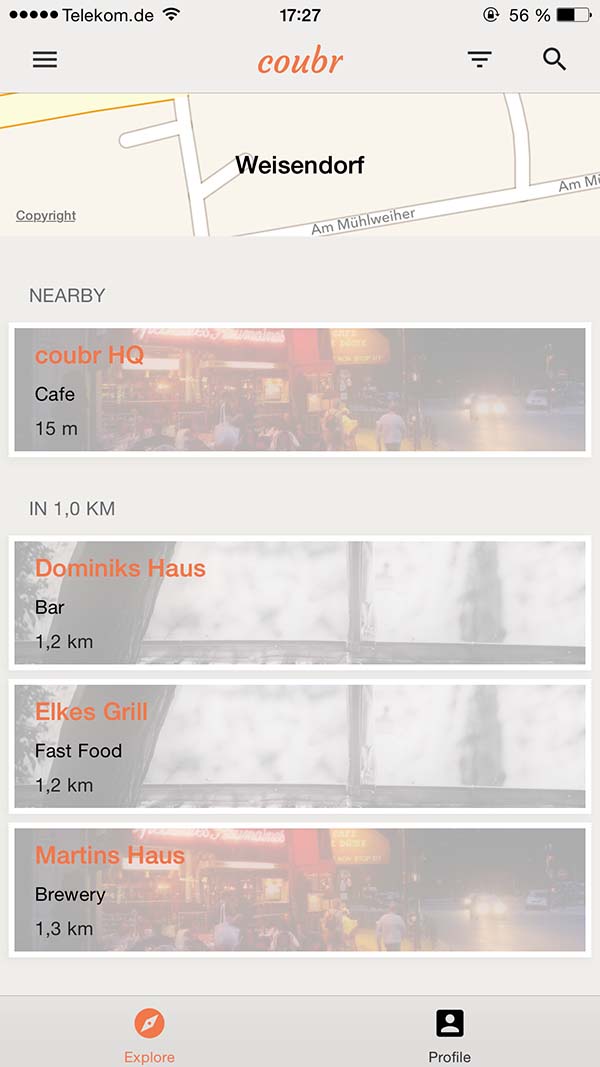 Telekom.de 17:27 56 %
coubr
Weisendorf
Am Mühlweiher
Am Mü
Copyright
NEARBY
coubr HQ
Cafe
15 m
IN 1,0 KM
Dominiks Haus
Bar
1,2 km
Elkes Grill
Fast Food
1,2 km
Martins Haus
Brewery
1,3 km
Explore
Profile